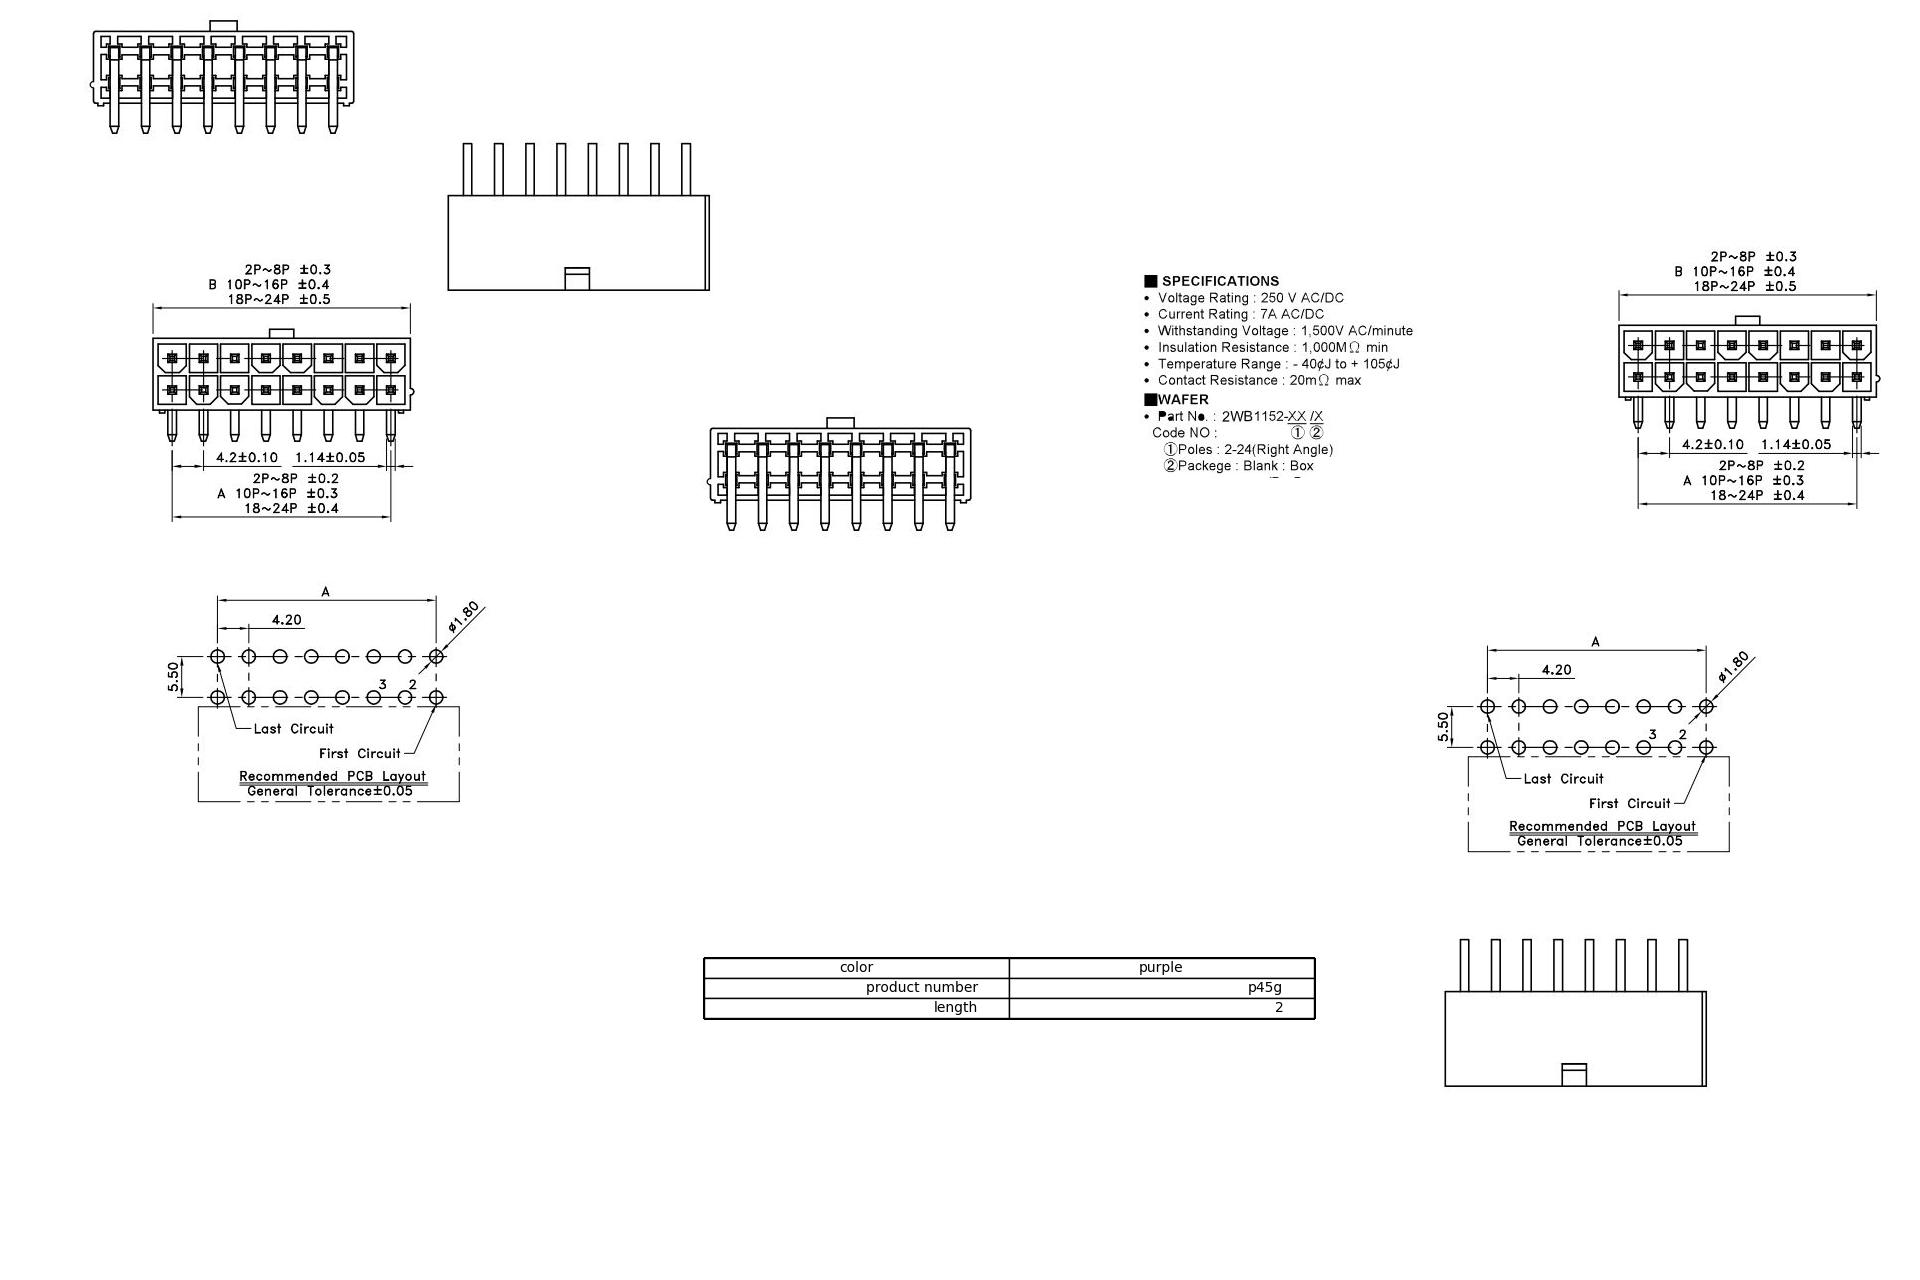 2P~8P ±0.3
B 10P~16P ±0.4
18P~24P ±0.5
4.2±0.10 1.14±0.05
2P~8P ±0.2
A 10P~16P ±0.3
18~24P ±0.4
■ SPECIFICATIONS
• Voltage Rating : 250 V AC/DC
• Current Rating : 7A AC/DC
• Withstanding Voltage : 1,500V AC/minute
• Insulation Resistance : 1,000MΩ min
• Temperature Range : - 40¢J to + 105¢J
• Contact Resistance : 20mΩ max
■WAFER
• Part No. : 2WB1152-XX /X
Code NO : ① ②
①Poles : 2-24(Right Angle)
②Packege : Blank : Box
2P~8P ±0.3
B 10P~16P ±0.4
18P~24P ±0.5
4.2±0.10 1.14±0.05
2P~8P ±0.2
A 10P~16P ±0.3
18~24P ±0.4
A
4.20
ø1.80
5.50
3 2
Last Circuit
First Circuit
Recommended PCB Layout
General Tolerance±0.05
A
4.20
ø1.80
5.50
3 2
Last Circuit
First Circuit
Recommended PCB Layout
General Tolerance±0.05
color purple
product number p45g
length 2